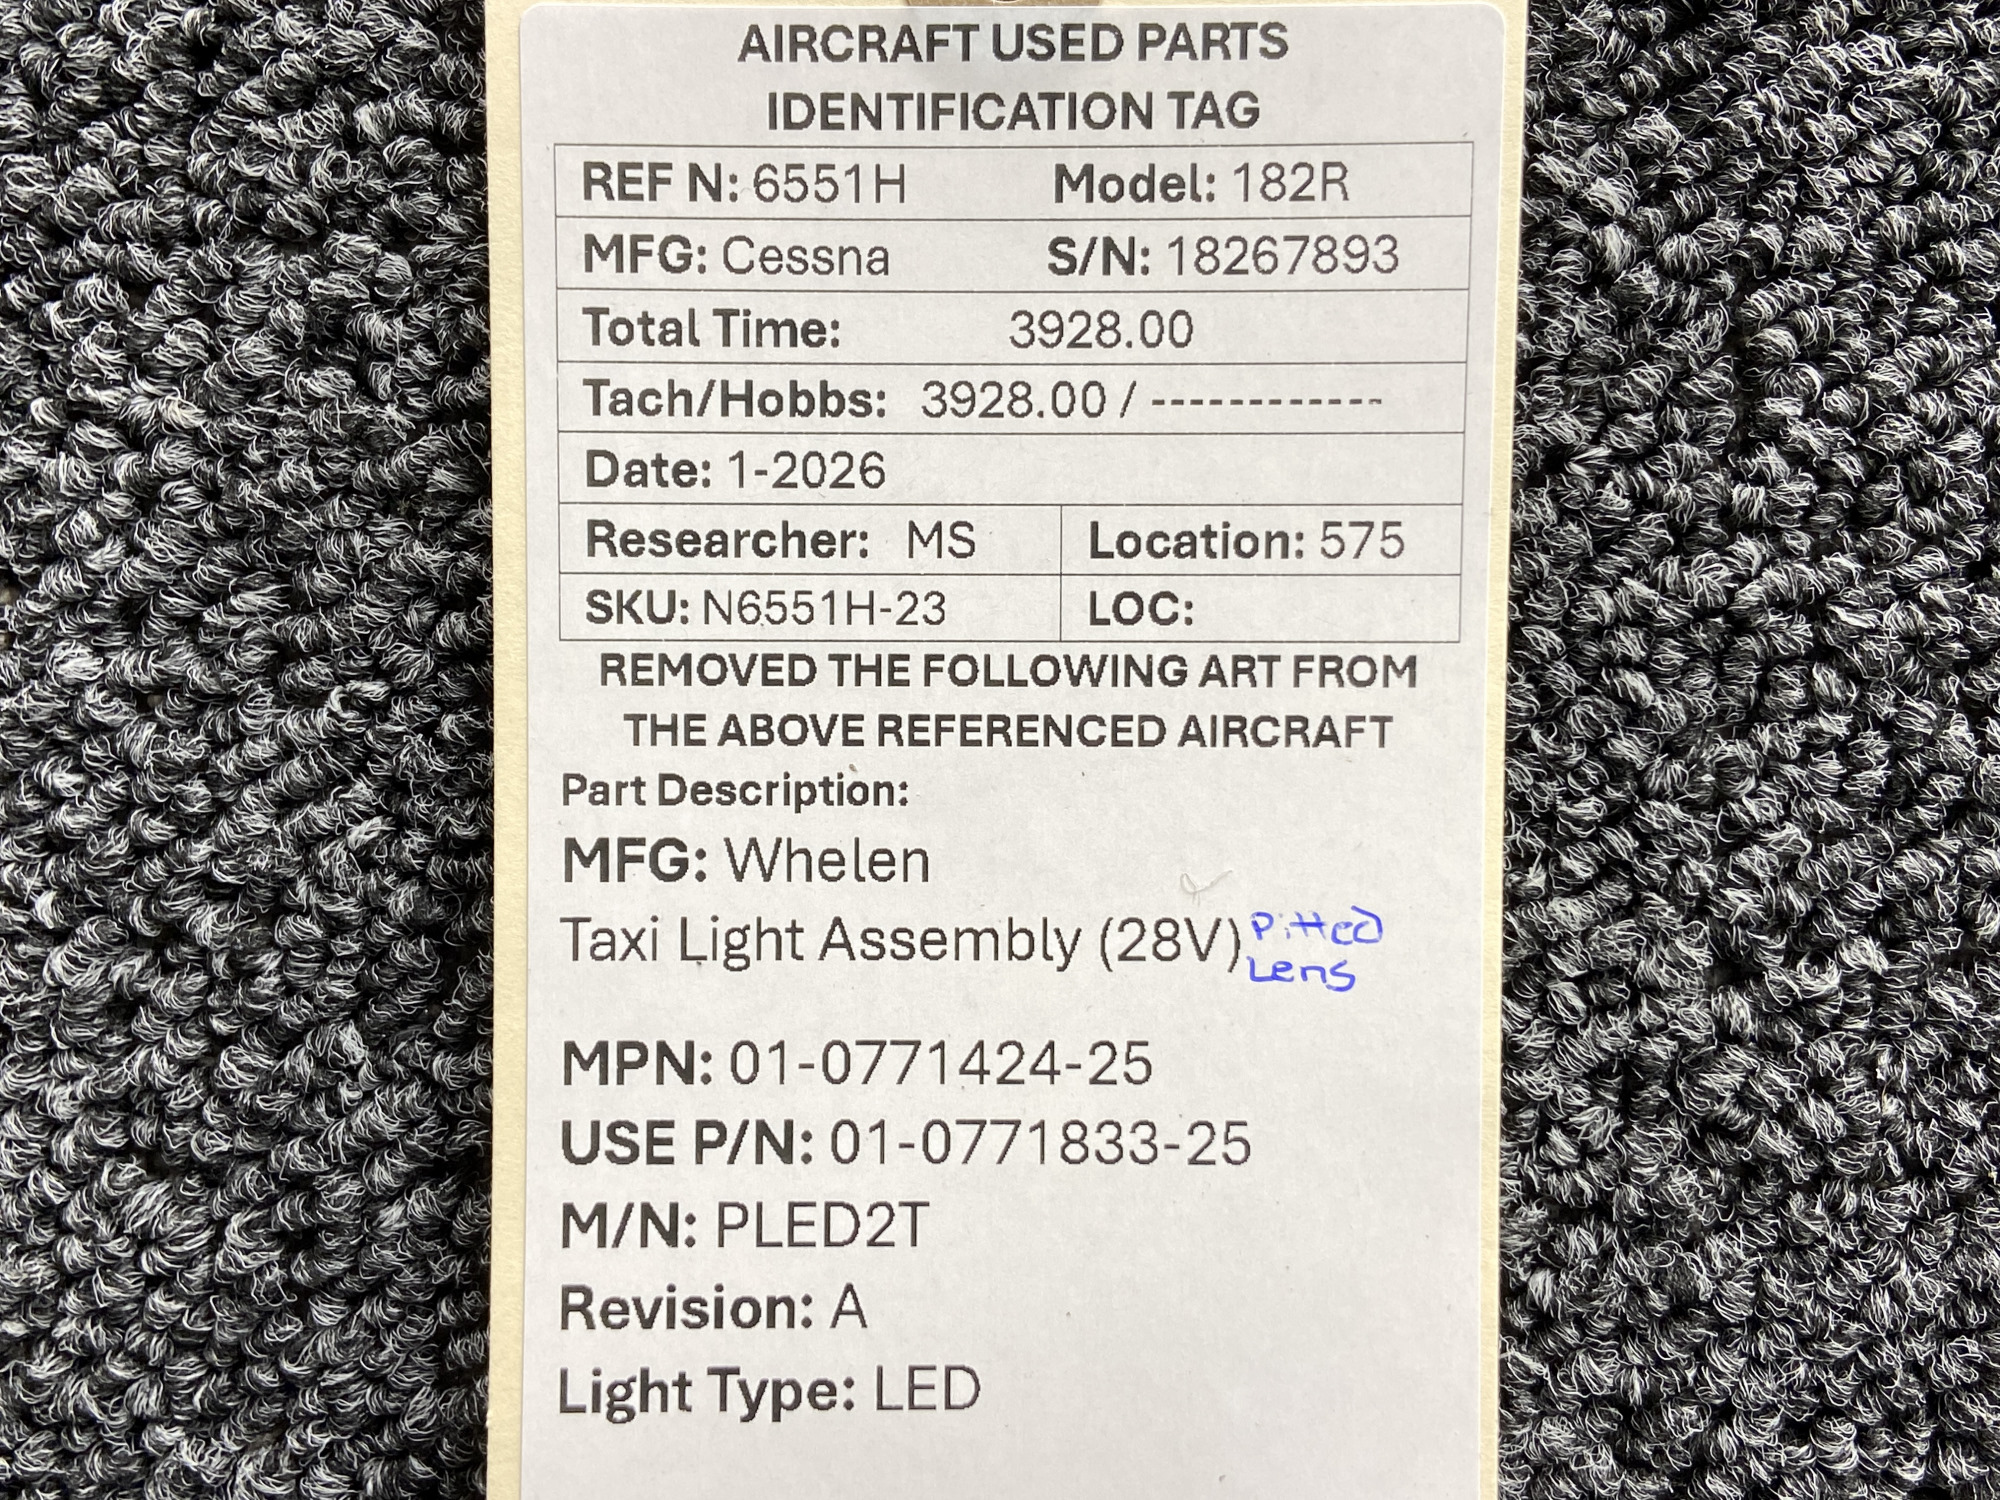 AIRCRAFT USED PARTS
IDENTIFICATION TAG
REF N: 6551H Model: 182R
MFG: Cessna S/N: 18267893
Total Time: 3928.00
Tach/Hobbs: 3928.00 / ------------
Date: 1-2026
Researcher: MS Location: 575
SKU: N6551H-23 LOC:
REMOVED THE FOLLOWING ART FROM
THE ABOVE REFERENCED AIRCRAFT
Part Description:
MFG: Whelen
Taxi Light Assembly (28V) Pitted
Lens
MPN: 01-0771424-25
USE P/N: 01-0771833-25
M/N: PLED2T
Revision: A
Light Type: LED